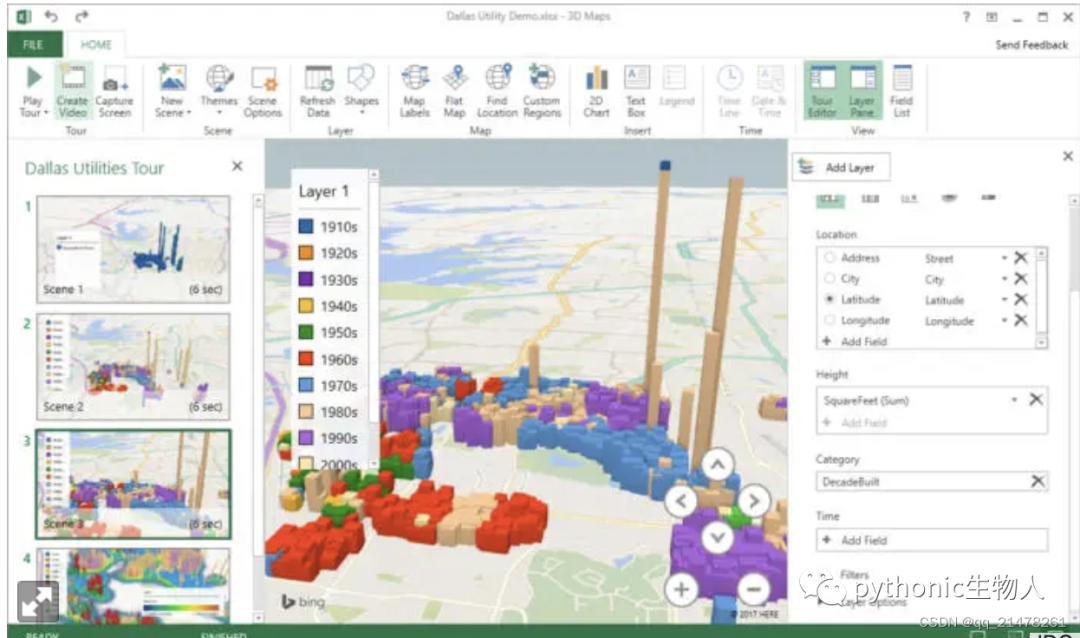 Dallas Utility Demo.xlsx - 3D Maps
?
FILE
HOME
Send Feedback
Play Tour
Create Video
Capture Screen
Tour
New Scene
Themes
Scene Options
Scene
Refresh Data
Shapes
Layer
Map Labels
Flat Map
Find Location
Custom Regions
Map
2D Chart
Text Box
Legend
Insert
Time Line
Date & Time
Time
Tour Editor
Layer Pane
Field List
View
Dallas Utilities Tour
1
Scene 1 (6 sec)
2
Scene 2 (6 sec)
3
Scene 3 (6 sec)
4
Layer 1
1910s
1920s
1930s
1940s
1950s
1960s
1970s
1980s
1990s
2000s
bing
© 2017 HERE
Add Layer
Location
Address Street
City City
Latitude Latitude
Longitude Longitude
Add Field
Height
SquareFeet (Sum)
Add Field
Category
DecadeBuilt
Time
Add Field
Filters
Layer Options
pythonic生物人
CSDN @qq_21478261
READY
FINISHED